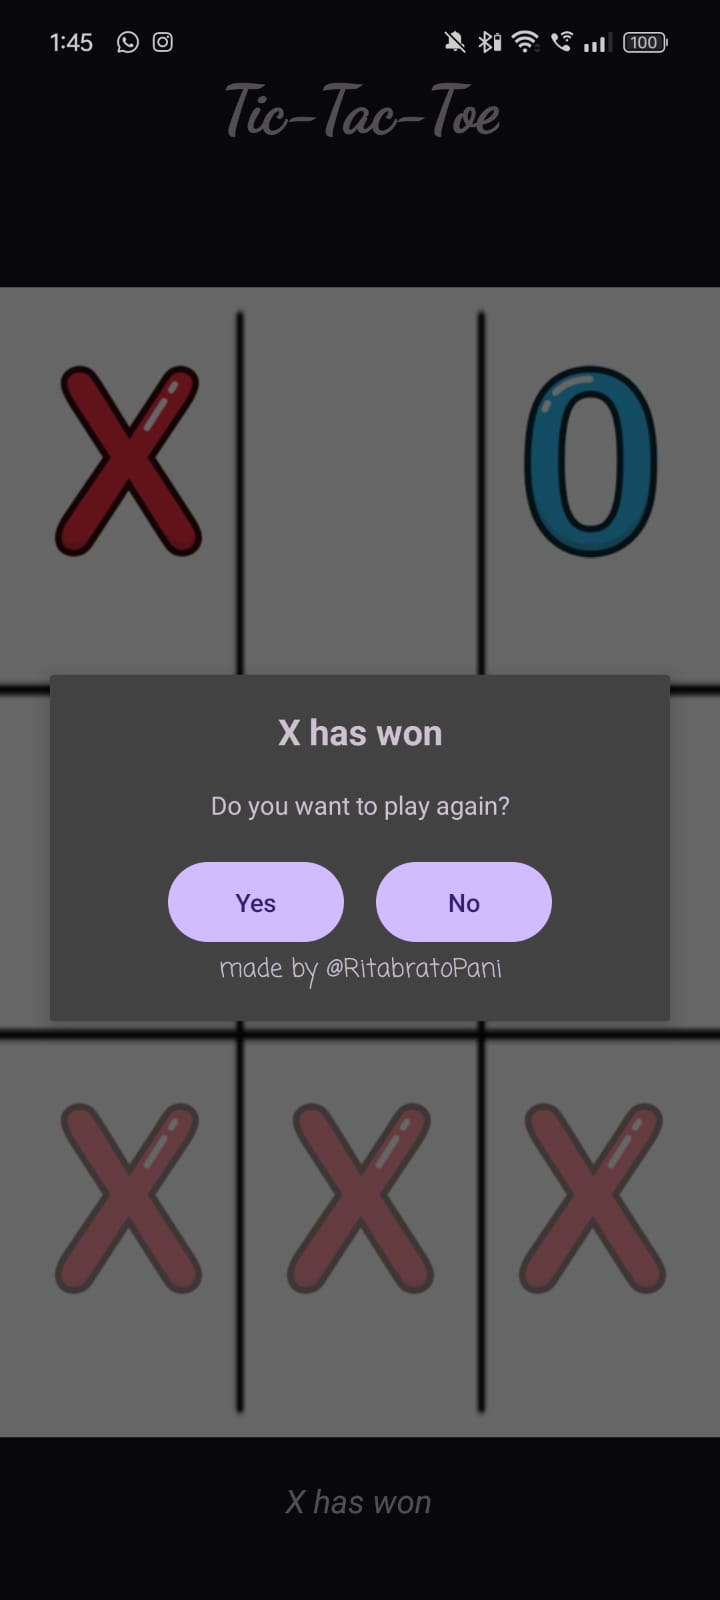 1:45
100
Tic-Tac-Toe
X
O
X has won
Do you want to play again?
Yes
No
made by @RitabratoPani
X X X
X has won